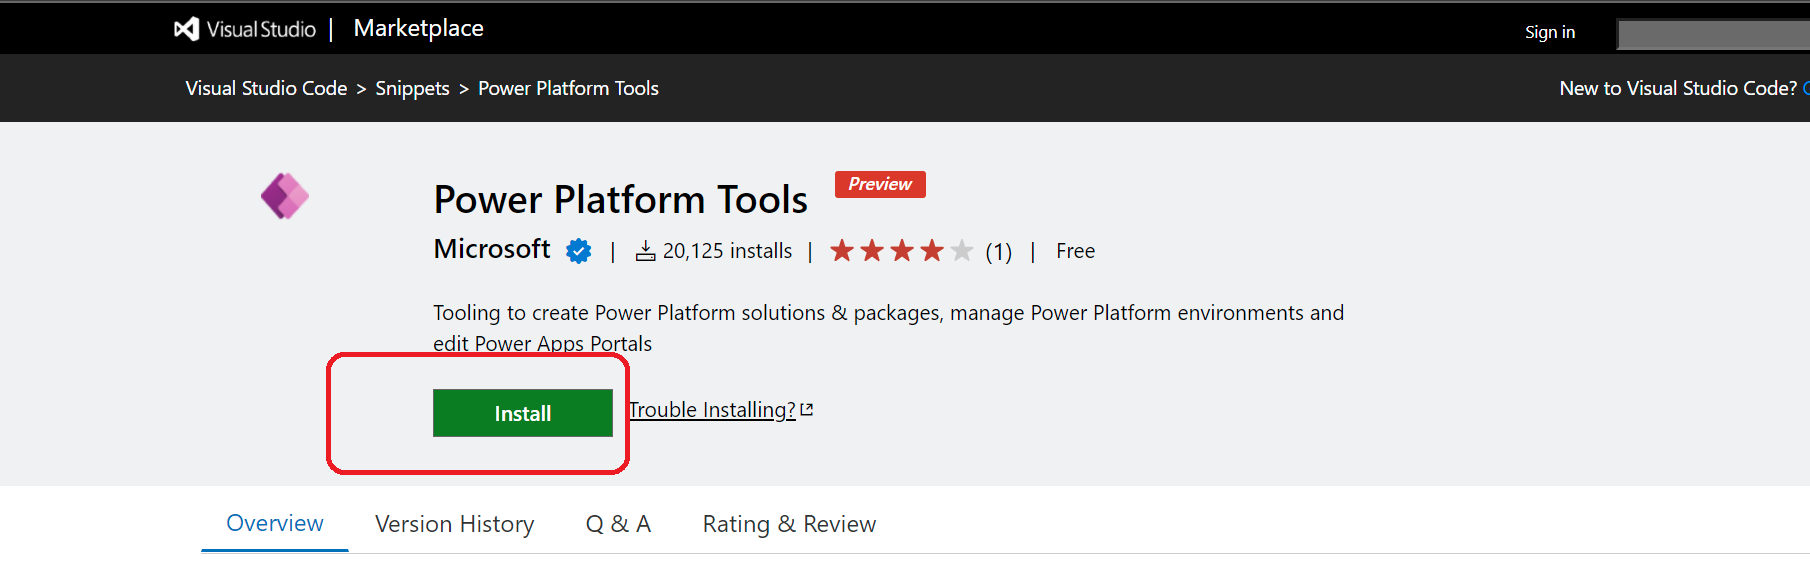 Visual Studio | Marketplace
Sign in
Visual Studio Code > Snippets > Power Platform Tools
New to Visual Studio Code?
Power Platform Tools
Preview
Microsoft | 20,125 installs | (1) | Free
Tooling to create Power Platform solutions & packages, manage Power Platform environments and
edit Power Apps Portals
Install
Trouble Installing?
Overview
Version History
Q & A
Rating & Review